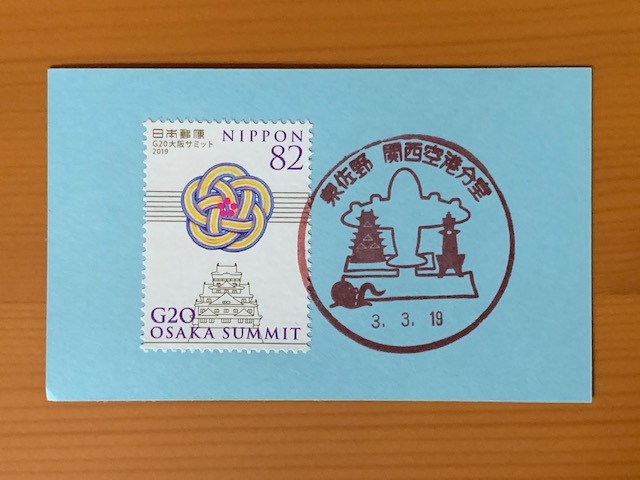 日本郵便
NIPPON
G20大阪サミット
2019
82
G20
OSAKA SUMMIT
泉佐野 関西空港分室
3. 3. 19